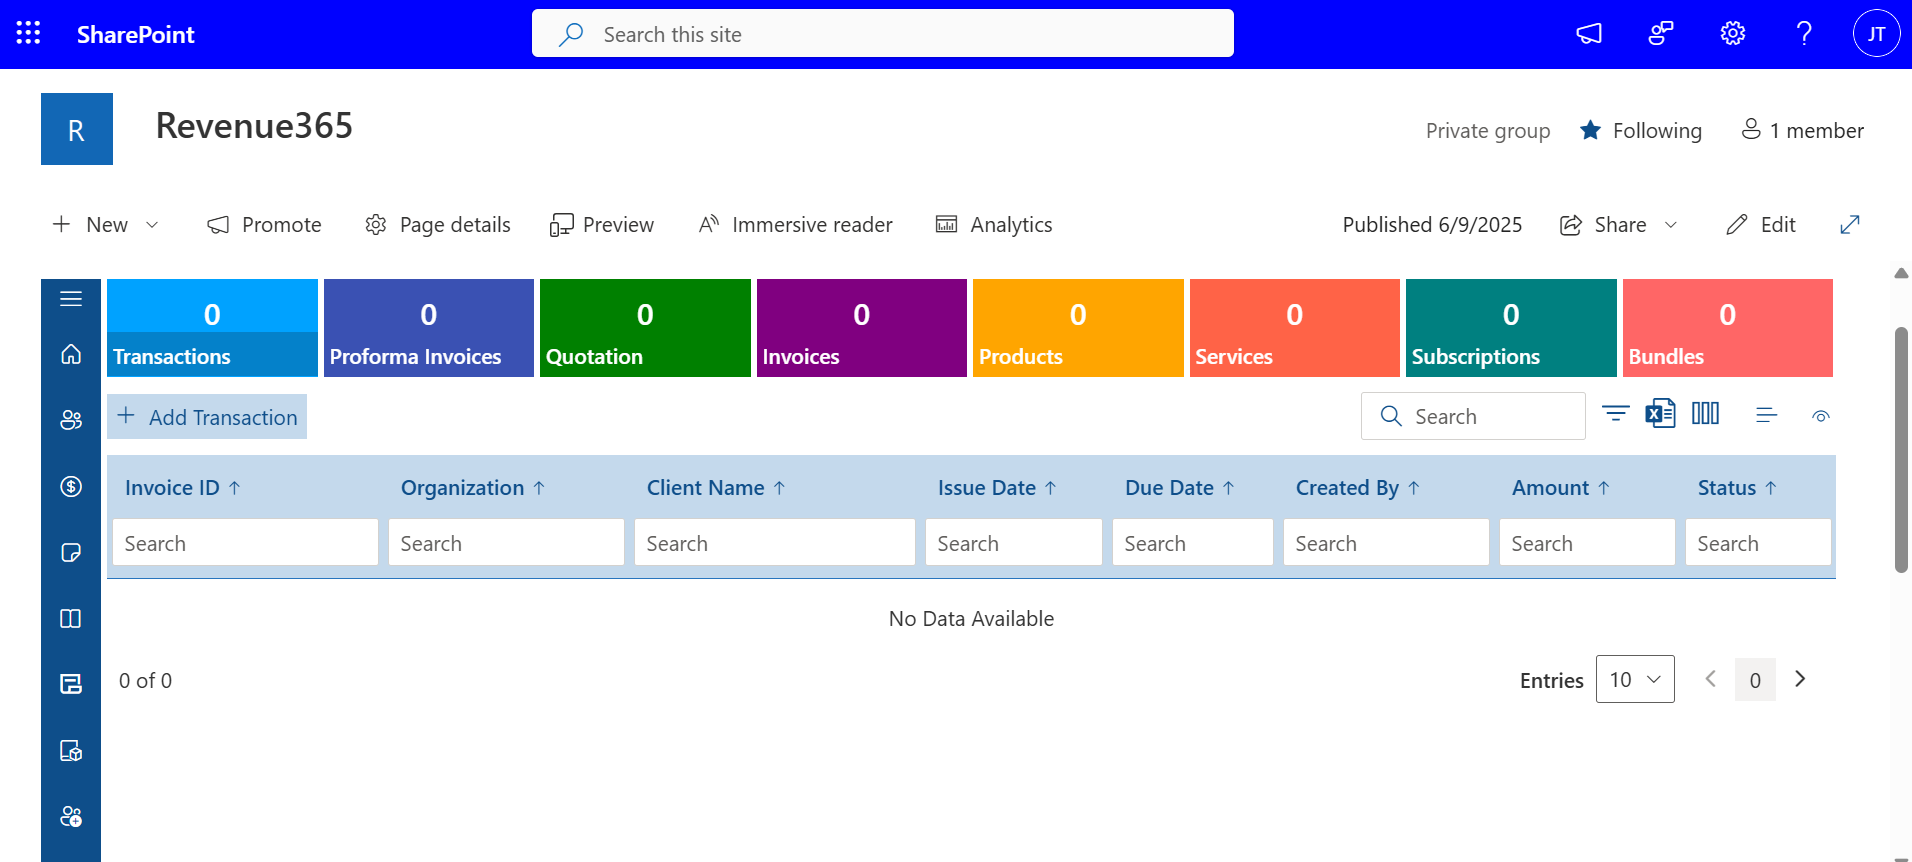 SharePoint
Search this site
JT
R
Revenue365
Private group
Following
1 member
New
Promote
Page details
Preview
Immersive reader
Analytics
Published 6/9/2025
Share
Edit
0
Transactions
0
Proforma Invoices
0
Quotation
0
Invoices
0
Products
0
Services
0
Subscriptions
0
Bundles
Add Transaction
Search
Invoice ID ↑
Organization ↑
Client Name ↑
Issue Date ↑
Due Date ↑
Created By ↑
Amount ↑
Status ↑
Search
Search
Search
Search
Search
Search
Search
Search
No Data Available
0 of 0
Entries
10
0